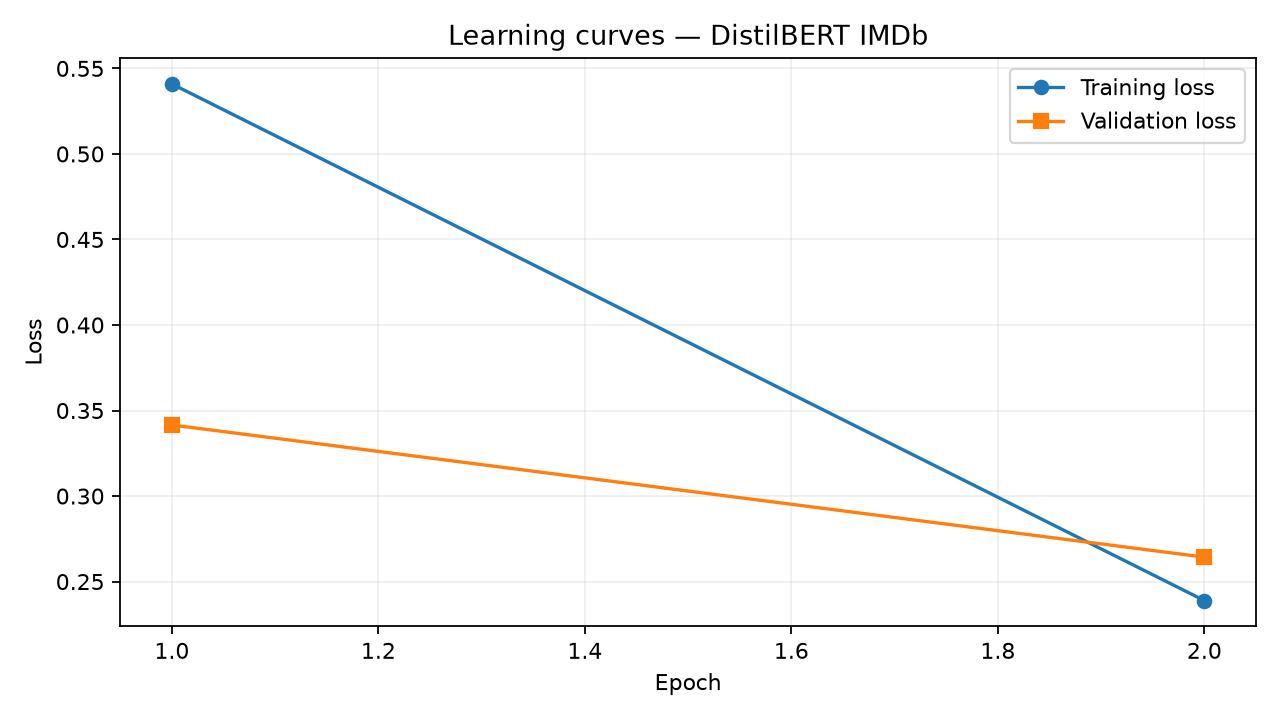 Learning curves — DistilBERT IMDb
Training loss
Validation loss
Loss
0.55
0.50
0.45
0.40
0.35
0.30
0.25
1.0 1.2 1.4 1.6 1.8 2.0
Epoch